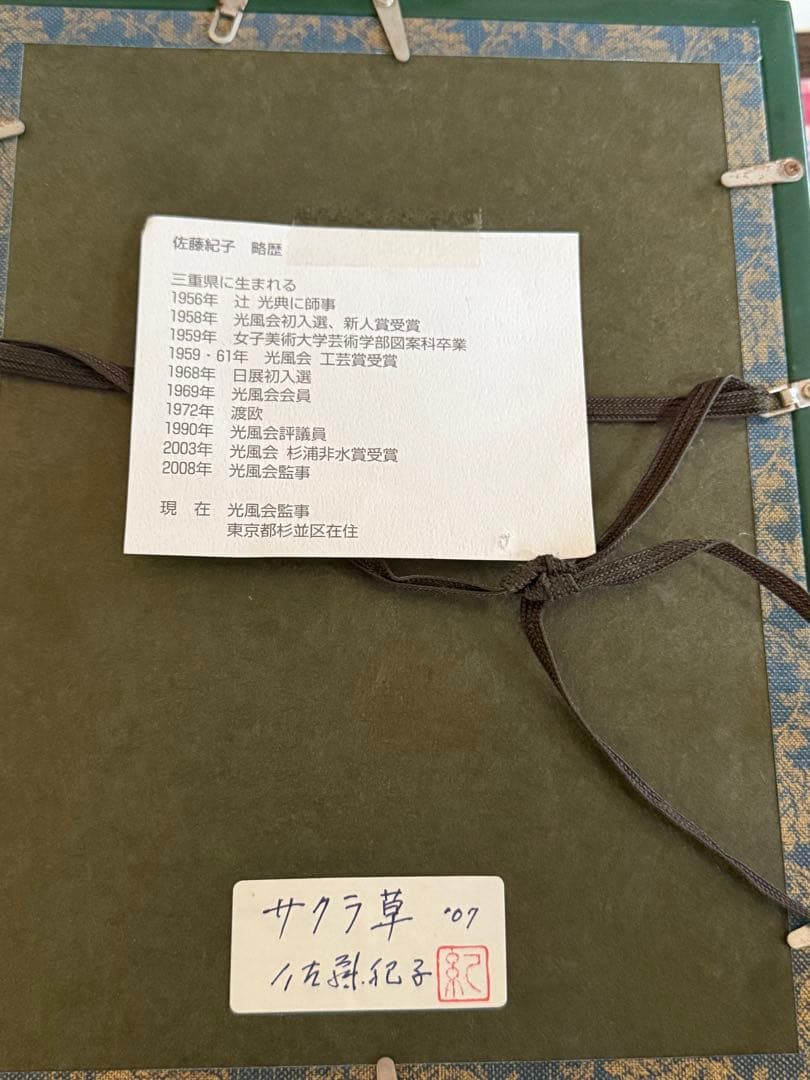 佐藤紀子　略歴
三重県に生まれる
1956年　辻 光典に師事
1958年　光風会初入選、新人賞受賞
1959年　女子美術大学芸術学部図案科卒業
1959・61年　光風会 工芸賞受賞
1968年　日展初入選
1969年　光風会会員
1972年　渡欧
1990年　光風会評議員
2003年　光風会 杉浦非水賞受賞
2008年　光風会監事
現　在　光風会監事
東京都杉並区在住
サクラ草 '07
佐藤紀子 紀